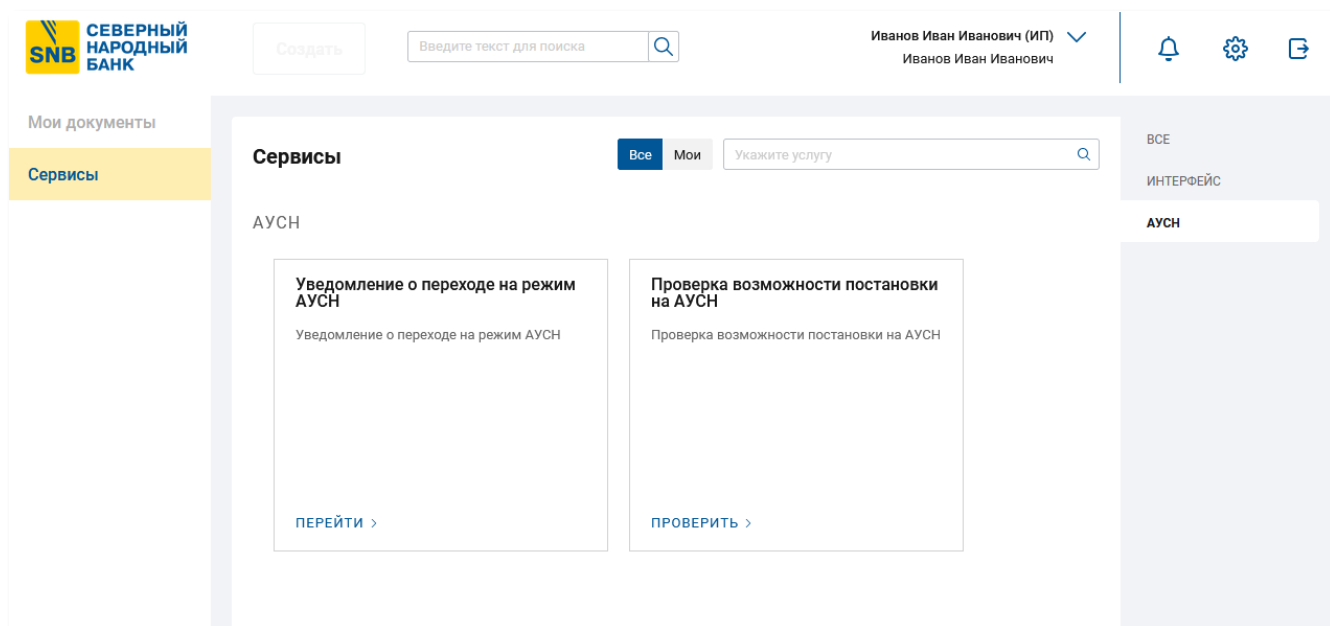 SNB
СЕВЕРНЫЙ
НАРОДНЫЙ
БАНК
Создать
Введите текст для поиска
Иванов Иван Иванович (ИП)
Иванов Иван Иванович
Мои документы
Сервисы
Сервисы
Все Мои
Укажите услугу
АУСН
Уведомление о переходе на режим
АУСН
Уведомление о переходе на режим АУСН
ПЕРЕЙТИ >
Проверка возможности постановки
на АУСН
Проверка возможности постановки на АУСН
ПРОВЕРИТЬ >
ВСЕ
ИНТЕРФЕЙС
АУСН